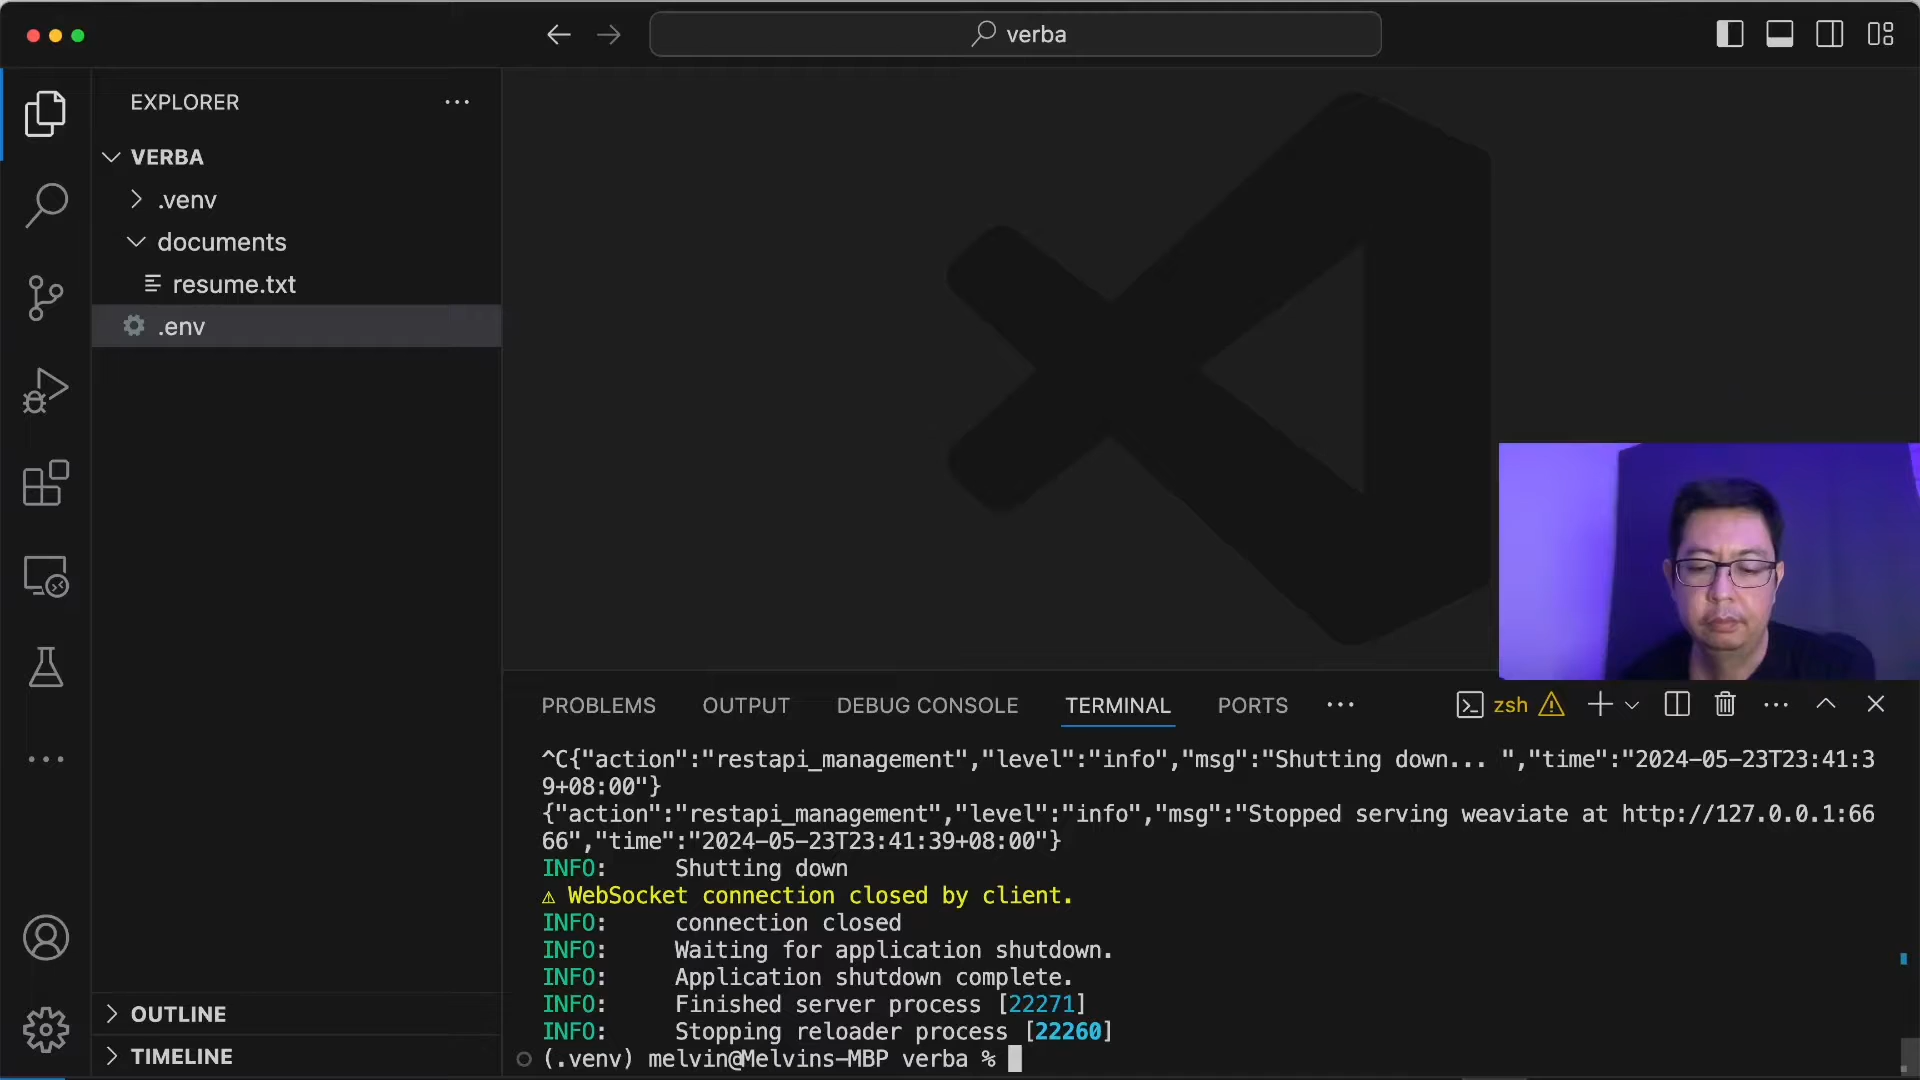 verba
EXPLORER
VERBA
.venv
documents
resume.txt
.env
OUTLINE
TIMELINE
PROBLEMS OUTPUT DEBUG CONSOLE TERMINAL PORTS
zsh
^C{"action":"restapi_management","level":"info","msg":"Shutting down... ","time":"2024-05-23T23:41:3
9+08:00"}
{"action":"restapi_management","level":"info","msg":"Stopped serving weaviate at http://127.0.0.1:66
66","time":"2024-05-23T23:41:39+08:00"}
INFO: Shutting down
⚠ WebSocket connection closed by client.
INFO: connection closed
INFO: Waiting for application shutdown.
INFO: Application shutdown complete.
INFO: Finished server process [22271]
INFO: Stopping reloader process [22260]
(.venv) melvin@Melvins-MBP verba %